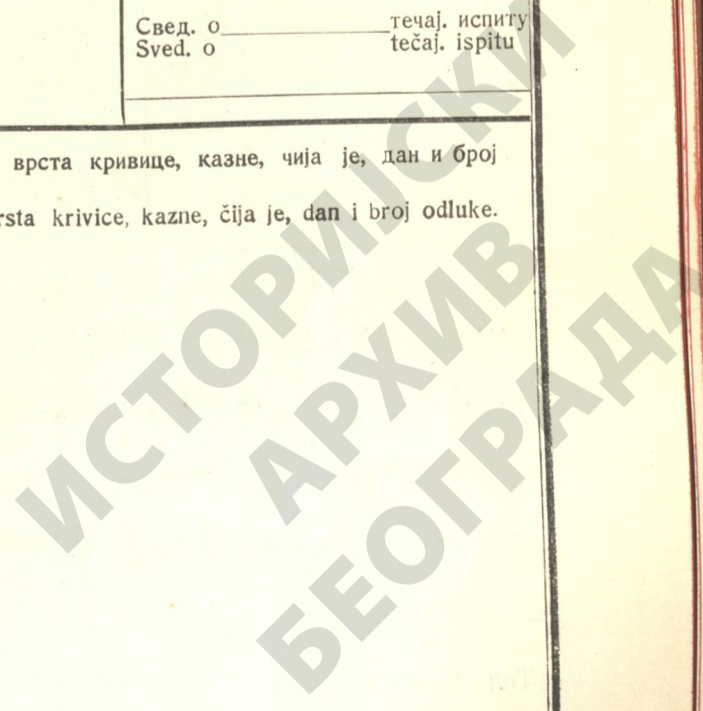 Свед. о______________течај. испиту
Sved. o tečaj. ispitu
врста кривице, казне, чија је, дан и број
rsta krivice, kazne, čija je, dan i broj odluke.
ИСТОРИЈСКИ
АРХИВ
БЕОГРАДА